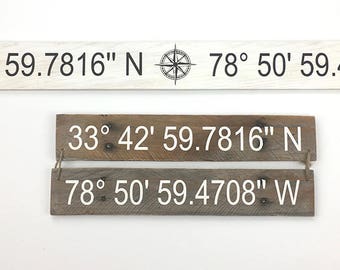 59.7816" N 78° 50' 59.4
33° 42' 59.7816" N
78° 50' 59.4708" W